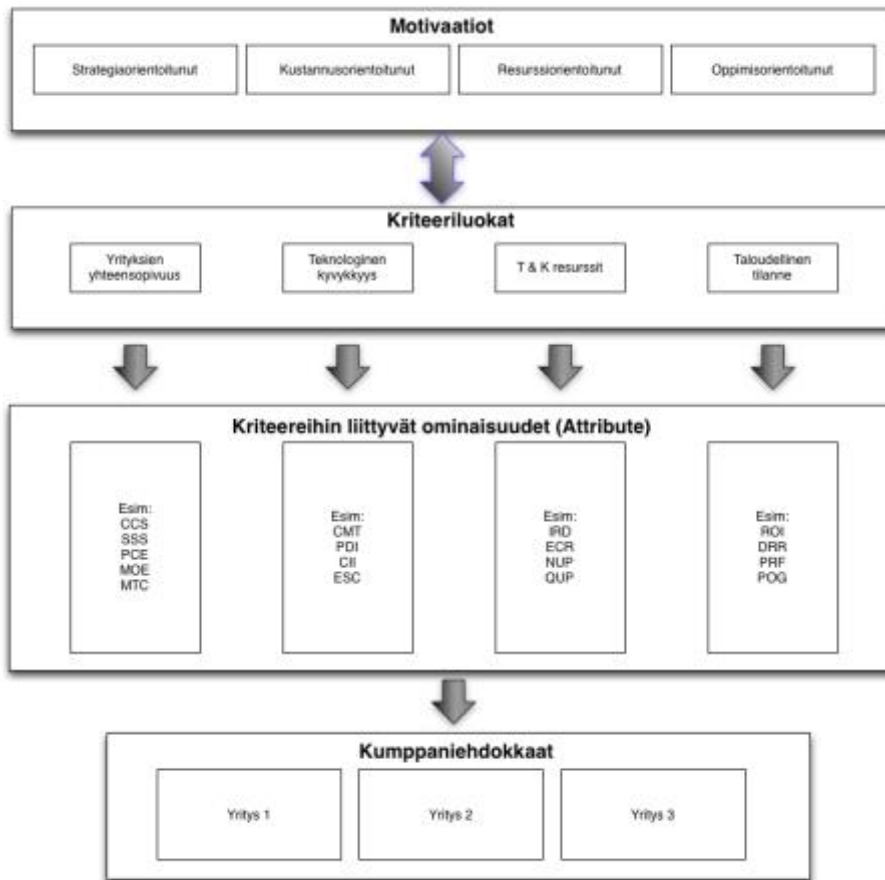 Motivaatiot
Strategiaorientoitunut
Kustannusorientoitunut
Resurssiorientoitunut
Oppimisorientoitunut
Kriteeriluokat
Yrityksien
yhteensopivuus
Teknologinen
kyvykkyys
T & K resurssit
Taloudellinen
tilanne
Kriteereihin liittyvät ominaisuudet (Attribute)
Esim:
CCS
SSS
PCE
MOE
MTC
Esim:
CMT
PDI
CII
ESC
Esim:
IRD
ECR
NUP
QUP
Esim:
ROI
DRR
PRF
POG
Kumppaniehdokkaat
Yritys 1
Yritys 2
Yritys 3